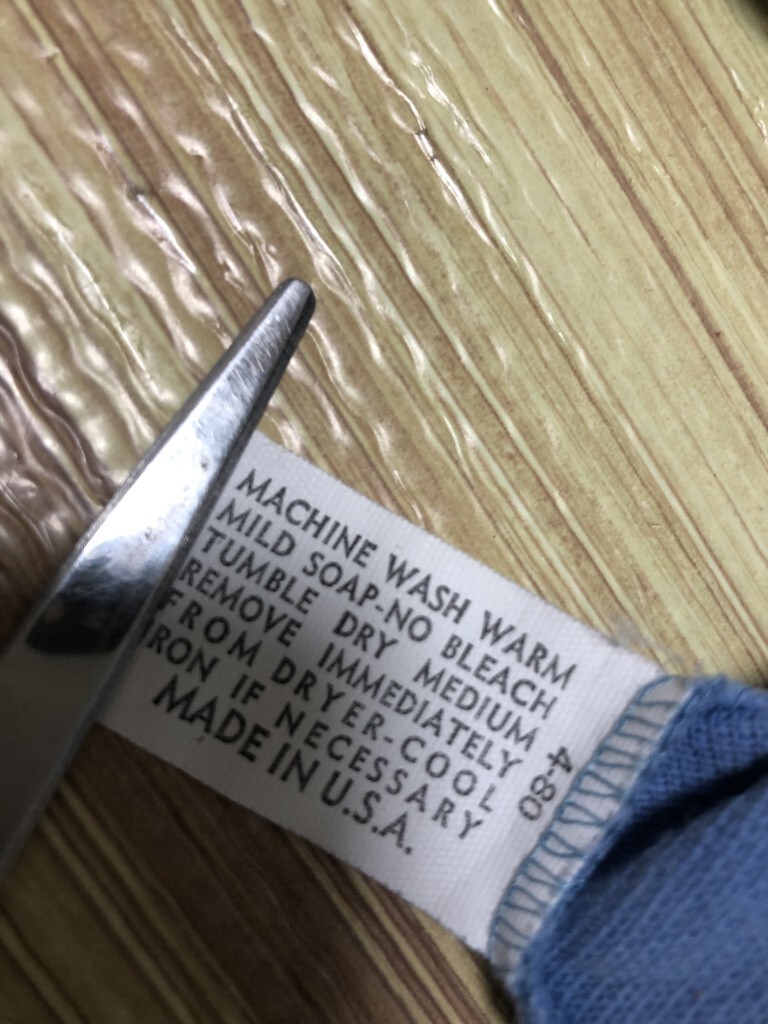 MACHINE WASH WARM
MILD SOAP-NO BLEACH
TUMBLE DRY MEDIUM
REMOVE IMMEDIATELY
FROM DRYER-COOL
IRON IF NECESSARY
MADE IN U.S.A.
4-80